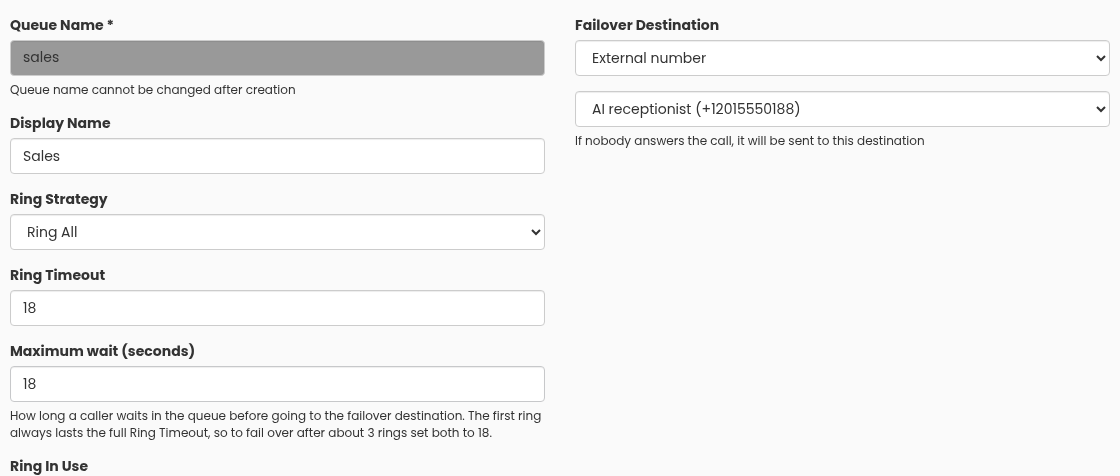 Queue Name *
sales
Queue name cannot be changed after creation
Display Name
Sales
Ring Strategy
Ring All
Ring Timeout
18
Maximum wait (seconds)
18
How long a caller waits in the queue before going to the failover destination. The first ring
always lasts the full Ring Timeout, so to fail over after about 3 rings set both to 18.
Ring In Use
Failover Destination
External number
AI receptionist (+12015550188)
If nobody answers the call, it will be sent to this destination